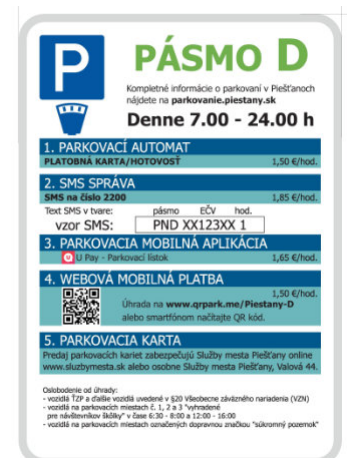 P
PÁSMO D
Kompletné informácie o parkovaní v Piešťanoch
nájdete na parkovanie.piestany.sk
Denne 7.00 - 24.00 h
1. PARKOVACÍ AUTOMAT
PLATOBNÁ KARTA/HOTOVOSŤ 1,50 €/hod.
2. SMS SPRÁVA
SMS na číslo 2200 1,85 €/hod.
Text SMS v tvare: pásmo EČV hod.
vzor SMS: PND XX123XX 1
3. PARKOVACIA MOBILNÁ APLIKÁCIA
U Pay - Parkovací lístok 1,65 €/hod.
4. WEBOVÁ MOBILNÁ PLATBA
1,50 €/hod.
Úhrada na www.qrpark.me/Piestany-D
alebo smartfónom načítajte QR kód.
5. PARKOVACIA KARTA
Predaj parkovacích kariet zabezpečujú Služby mesta Piešťany online
www.sluzbymesta.sk alebo osobne Služby mesta Piešťany, Valová 44.
Oslobodenie od úhrady:
- vozidlá ŤZP a ďalšie vozidlá uvedené v §20 Všeobecne záväzného nariadenia (VZN)
- vozidlá na parkovacích miestach č. 1, 2 a 3 "vyhradené
pre návštevníkov škôlky" v čase 6:30 - 8:00 a 12:00 - 16:00
- vozidlá na parkovacích miestach označených dopravnou značkou "súkromný pozemok"